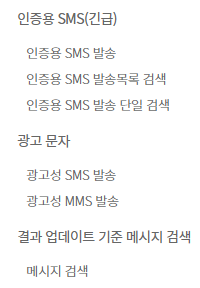 인증용 SMS(긴급)
인증용 SMS 발송
인증용 SMS 발송목록 검색
인증용 SMS 발송 단일 검색
광고 문자
광고성 SMS 발송
광고성 MMS 발송
결과 업데이트 기준 메시지 검색
메시지 검색